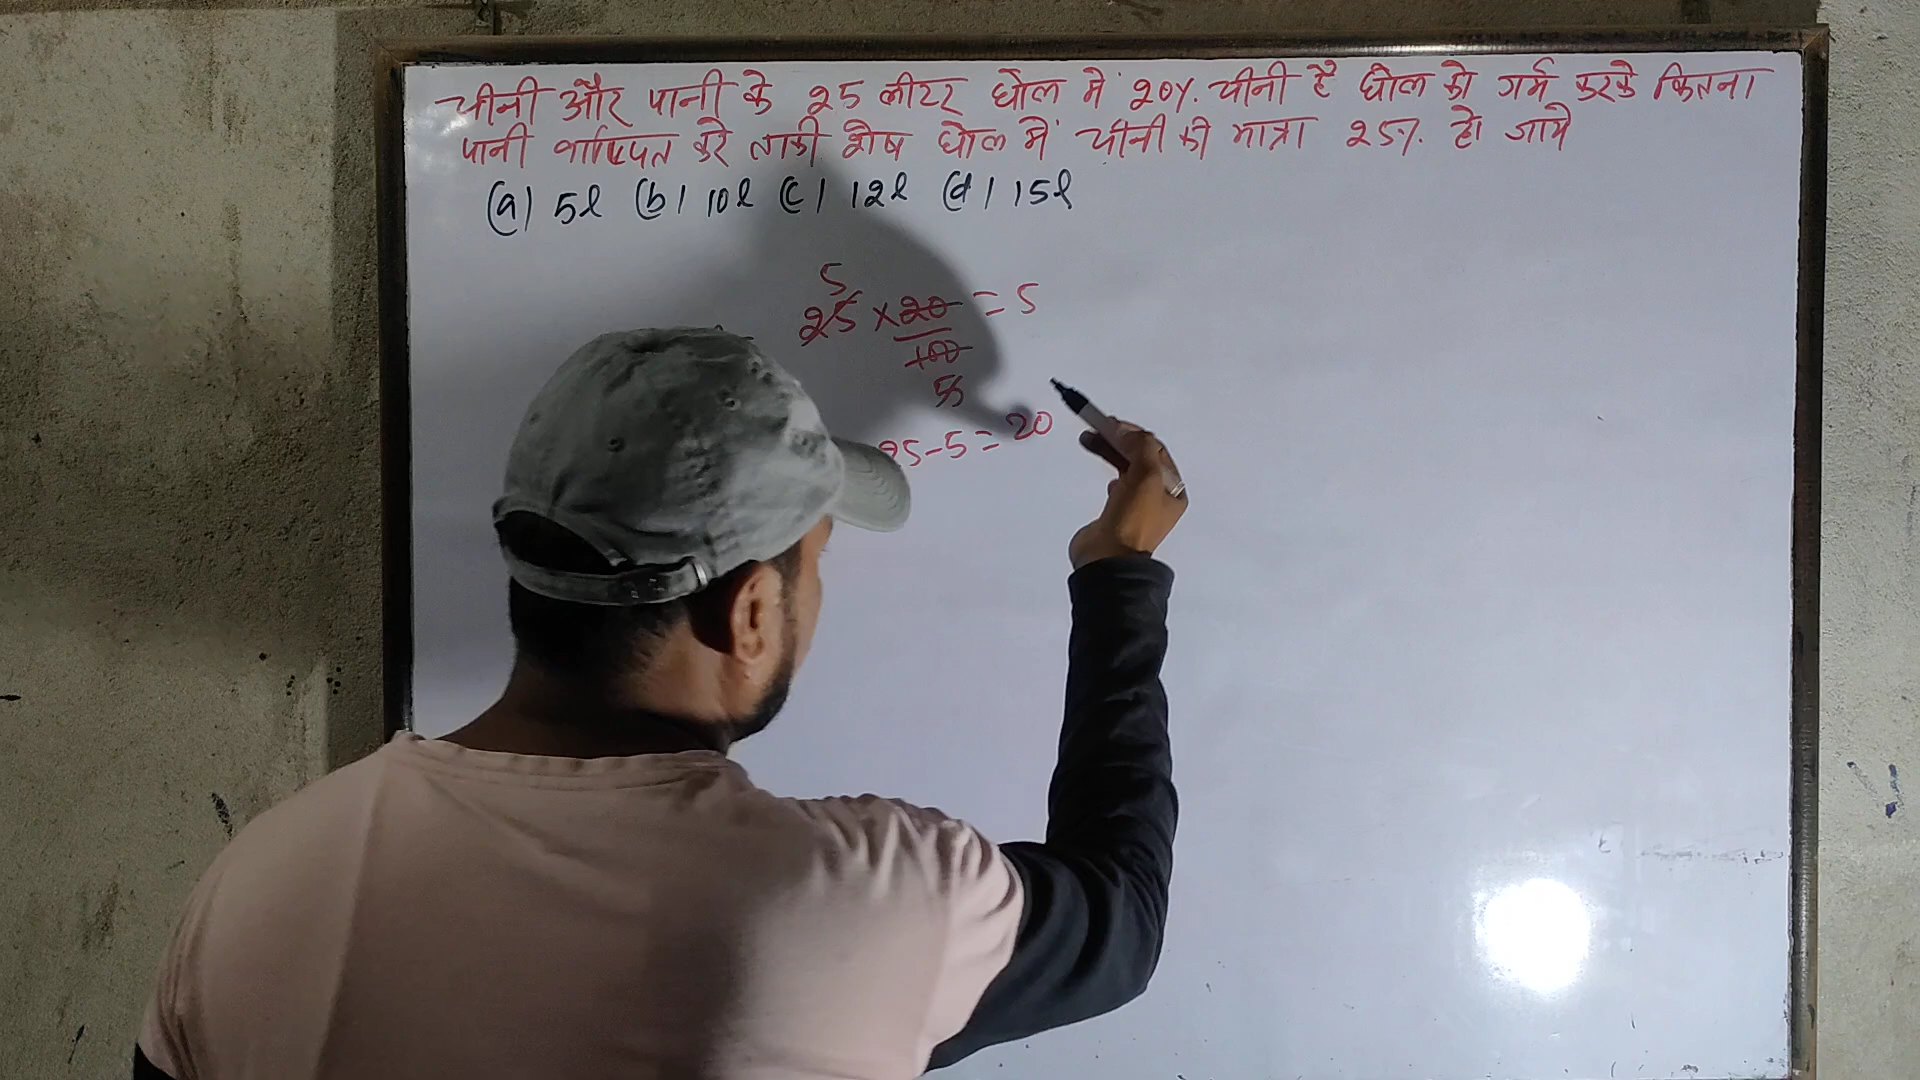 चीनी और पानी के 25 लीटर घोल में 20%. चीनी है घोल को गर्म करके कितना
पानी वाष्पित करे ताकी शेष घोल में चीनी की मात्रा 25%. हो जाये
(a) 5l (b) 10l (c) 12l (d) 15l
5
25 × 20 = 5
100
5
25-5=20